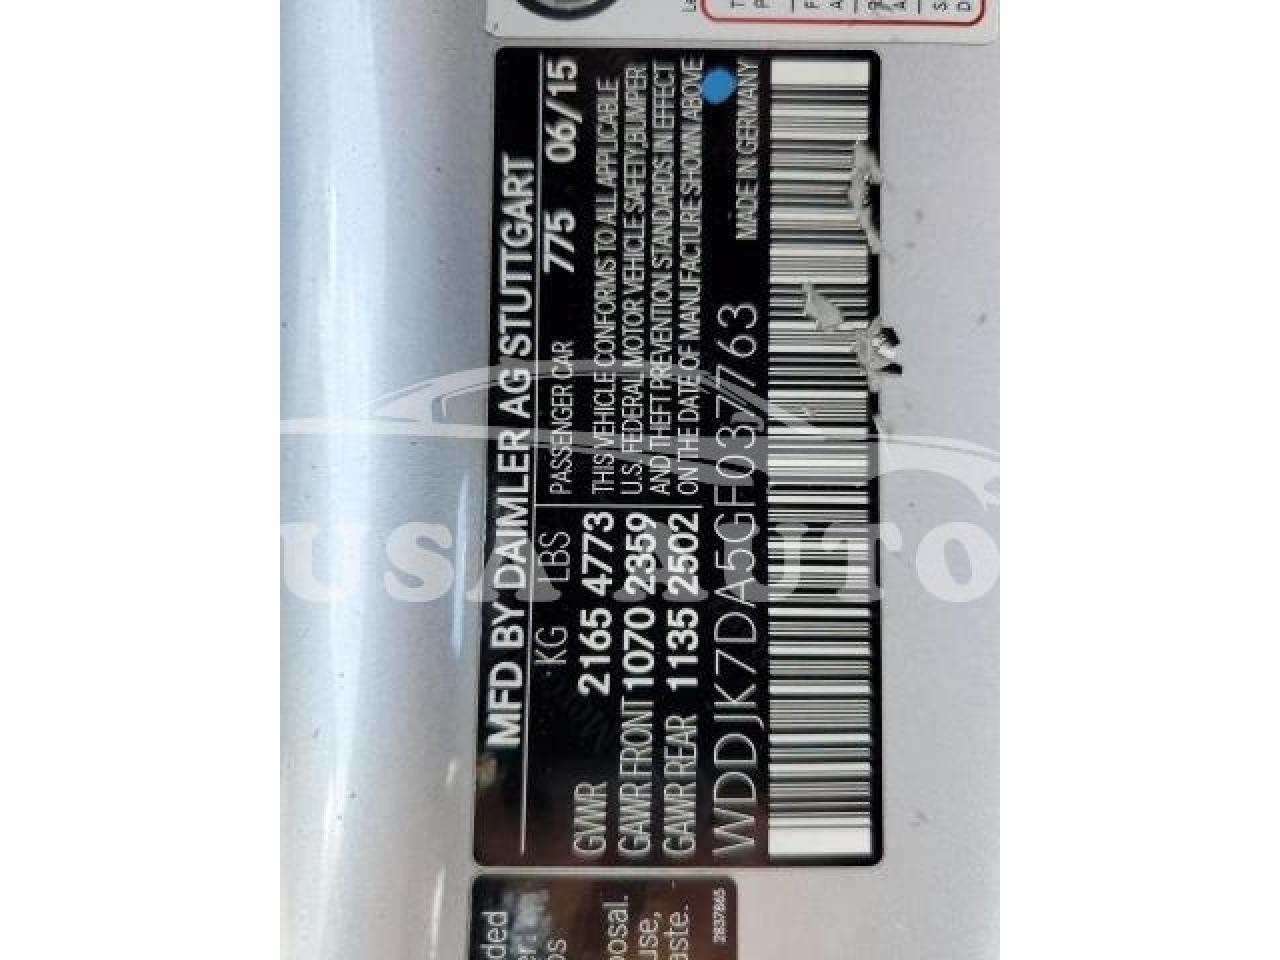 MFD BY DAIMLER AG STUTTGART
KG LBS PASSENGER CAR 775 06/15
GVWR 2165 4773 THIS VEHICLE CONFORMS TO ALL APPLICABLE
GAWR FRONT 1070 2359 U.S. FEDERAL MOTOR VEHICLE SAFETY,BUMPER
AND THEFT PREVENTION STANDARDS IN EFFECT
GAWR REAR 1135 2502 ON THE DATE OF MANUFACTURE SHOWN ABOVE
WDDJK7DA5GF037763 MADE IN GERMANY
USA AUTO
posal.
use,
2837865